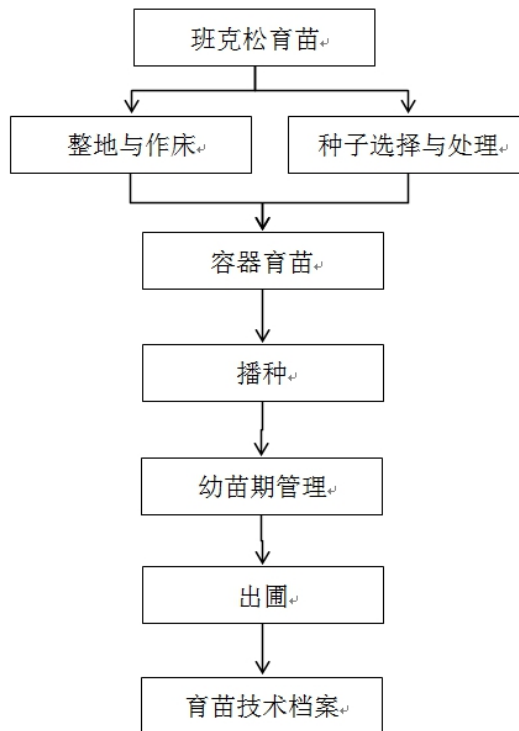 班克松育苗
整地与作床
种子选择与处理
容器育苗
播种
幼苗期管理
出圃
育苗技术档案